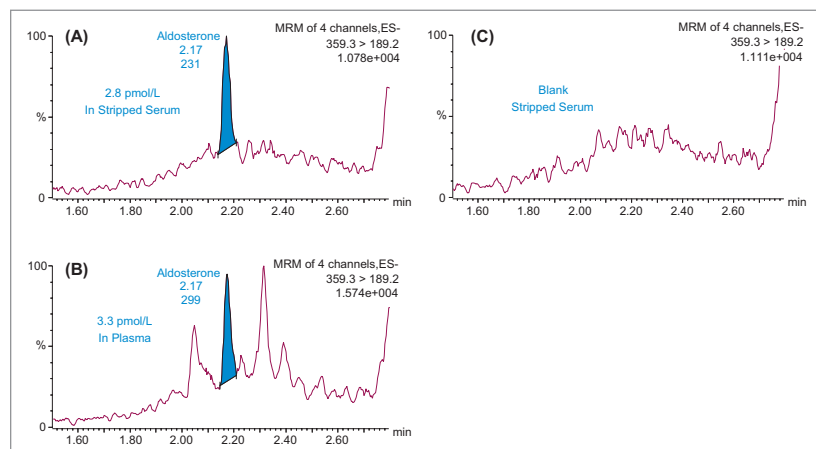 (A)
Aldosterone
2.17
231
MRM of 4 channels,ES-
359.3 > 189.2
1.078e+004
2.8 pmol/L
In Stripped Serum
100
%
0
1.60 1.80 2.00 2.20 2.40 2.60
min
(C)
MRM of 4 channels,ES-
359.3 > 189.2
1.111e+004
Blank
Stripped Serum
100
%
0
1.60 1.80 2.00 2.20 2.40 2.60
min
(B)
Aldosterone
2.17
299
MRM of 4 channels,ES-
359.3 > 189.2
1.574e+004
3.3 pmol/L
In Plasma
100
%
0
1.60 1.80 2.00 2.20 2.40 2.60
min